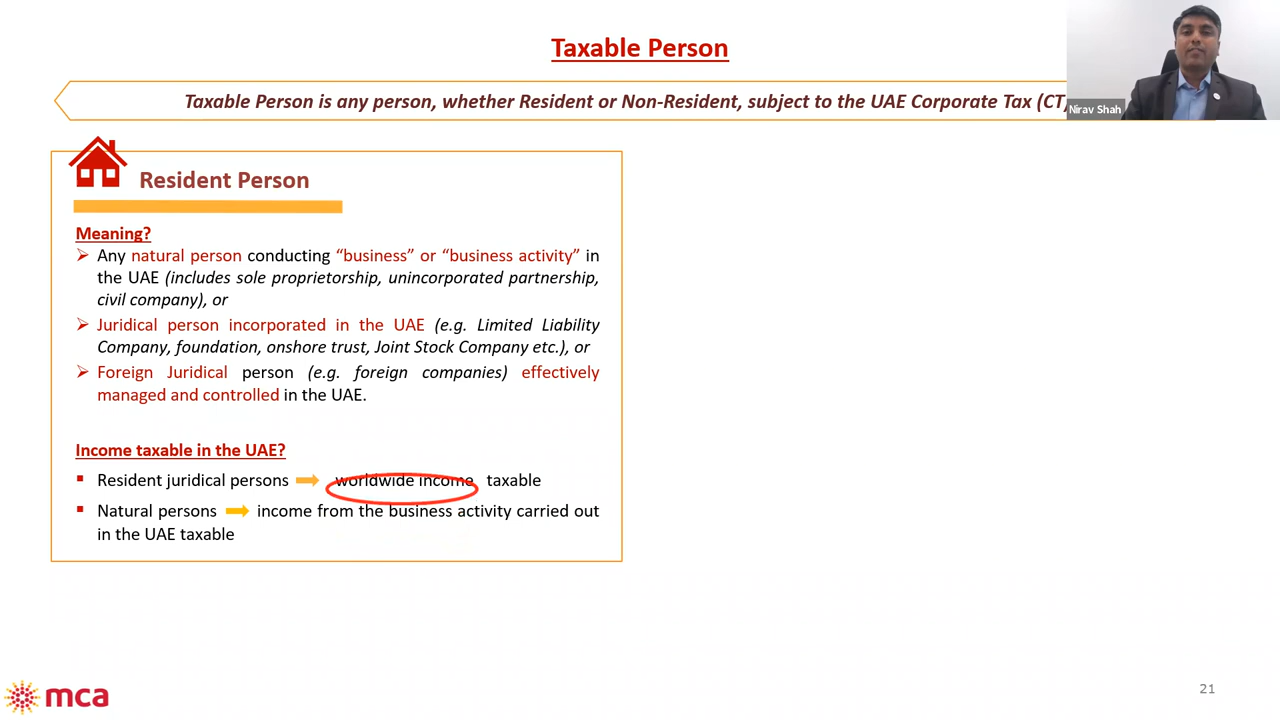 Taxable Person
Taxable Person is any person, whether Resident or Non-Resident, subject to the UAE Corporate Tax (CT
Nirav Shah
Resident Person
Meaning?
➢ Any natural person conducting “business” or “business activity” in
the UAE (includes sole proprietorship, unincorporated partnership,
civil company), or
➢ Juridical person incorporated in the UAE (e.g. Limited Liability
Company, foundation, onshore trust, Joint Stock Company etc.), or
➢ Foreign Juridical person (e.g. foreign companies) effectively
managed and controlled in the UAE.
Income taxable in the UAE?
▪ Resident juridical persons worldwide income taxable
▪ Natural persons income from the business activity carried out
in the UAE taxable
mca
21